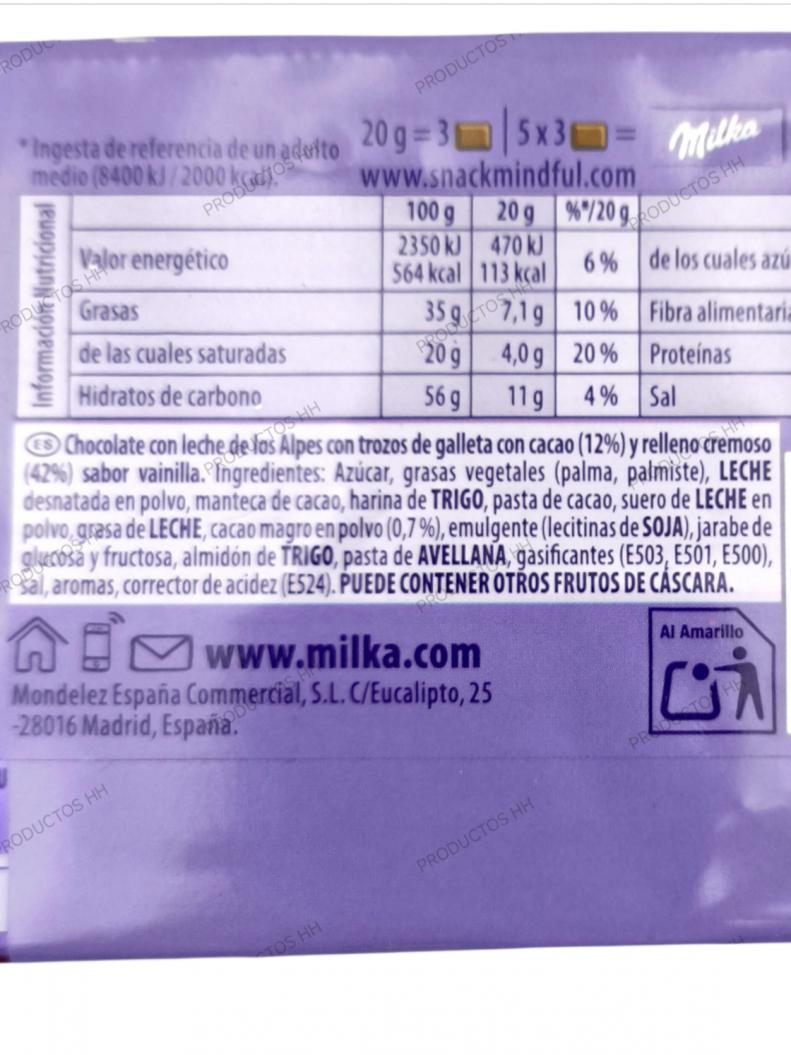 * Ingesta de referencia de un adulto
medio (8400 kJ / 2000 kcal).
20 g = 3 | 5 x 3 = Milka
www.snackmindful.com
Información Nutricional
100 g 20 g %*/20 g
Valor energético 2350 kJ 564 kcal 470 kJ 113 kcal 6 % de los cuales azú
Grasas 35 g 7,1 g 10 % Fibra alimentaria
de las cuales saturadas 20 g 4,0 g 20 % Proteínas
Hidratos de carbono 56 g 11 g 4 % Sal
ES Chocolate con leche de los Alpes con trozos de galleta con cacao (12%) y relleno cremoso
(42%) sabor vainilla. Ingredientes: Azúcar, grasas vegetales (palma, palmiste), LECHE
desnatada en polvo, manteca de cacao, harina de TRIGO, pasta de cacao, suero de LECHE en
polvo, grasa de LECHE, cacao magro en polvo (0,7 %), emulgente (lecitinas de SOJA), jarabe de
glucosa y fructosa, almidón de TRIGO, pasta de AVELLANA, gasificantes (E503, E501, E500),
sal, aromas, corrector de acidez (E524). PUEDE CONTENER OTROS FRUTOS DE CÁSCARA.
www.milka.com
Al Amarillo
Mondelez España Commercial, S.L. C/Eucalipto, 25
-28016 Madrid, España.
PRODUCTOS HH